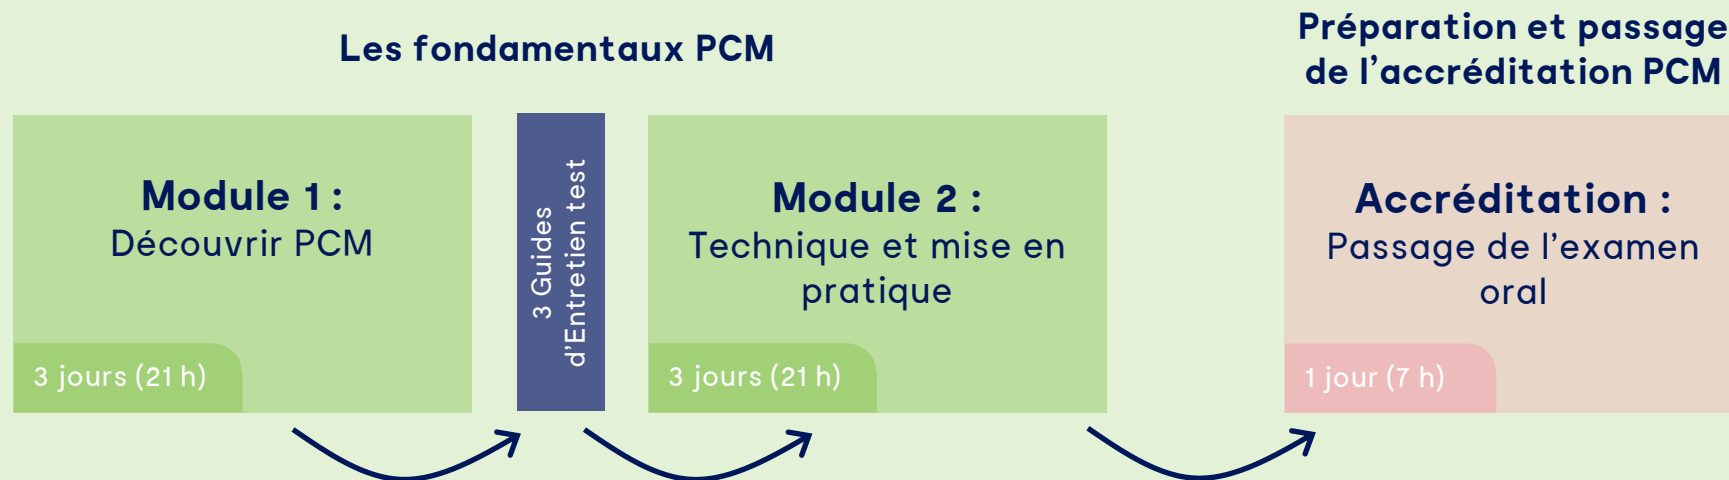 Les fondamentaux PCM
Préparation et passage
de l’accréditation PCM
Module 1 :
Découvrir PCM
3 jours (21 h)
3 Guides
d’Entretien test
Module 2 :
Technique et mise en
pratique
3 jours (21 h)
Accréditation :
Passage de l’examen
oral
1 jour (7 h)